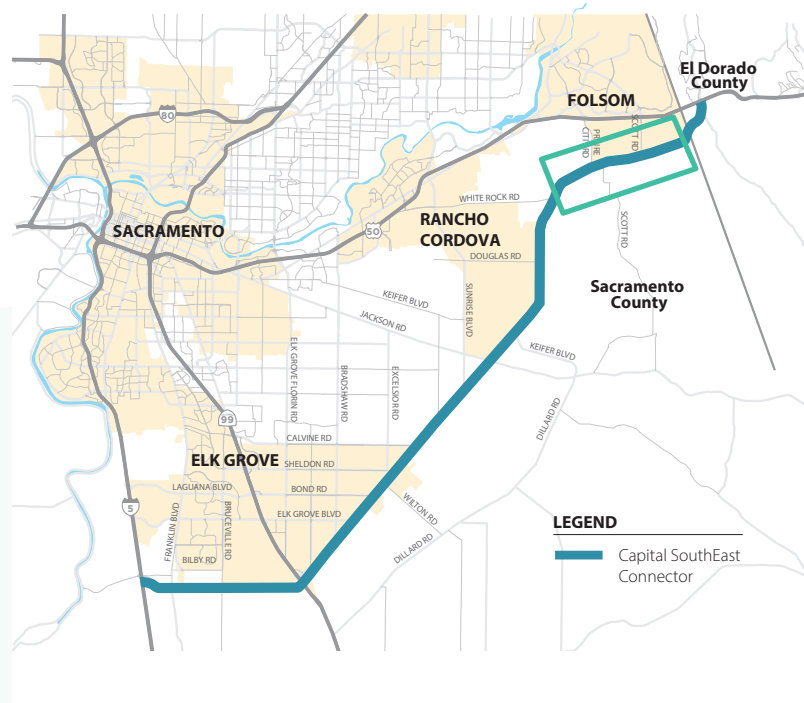 El Dorado
County
FOLSOM
80
PRAIRIE
CITY RD
SCOTT RD
WHITE ROCK RD
RANCHO
CORDOVA
SACRAMENTO
50
DOUGLAS RD
SCOTT RD
Sacramento
County
KEIFER BLVD
SUNRISE BLVD
JACKSON RD
KEIFER BLVD
ELK GROVE FLORIN RD
BRADSHAW RD
EXCELSIOR RD
DILLARD RD
99
CALVINE RD
ELK GROVE
SHELDON RD
LAGUNA BLVD
BOND RD
5
FRANKLIN BLVD
BRUCEVILLE RD
ELK GROVE BLVD
WILTON RD
DILLARD RD
BILBY RD
LEGEND
Capital SouthEast
Connector